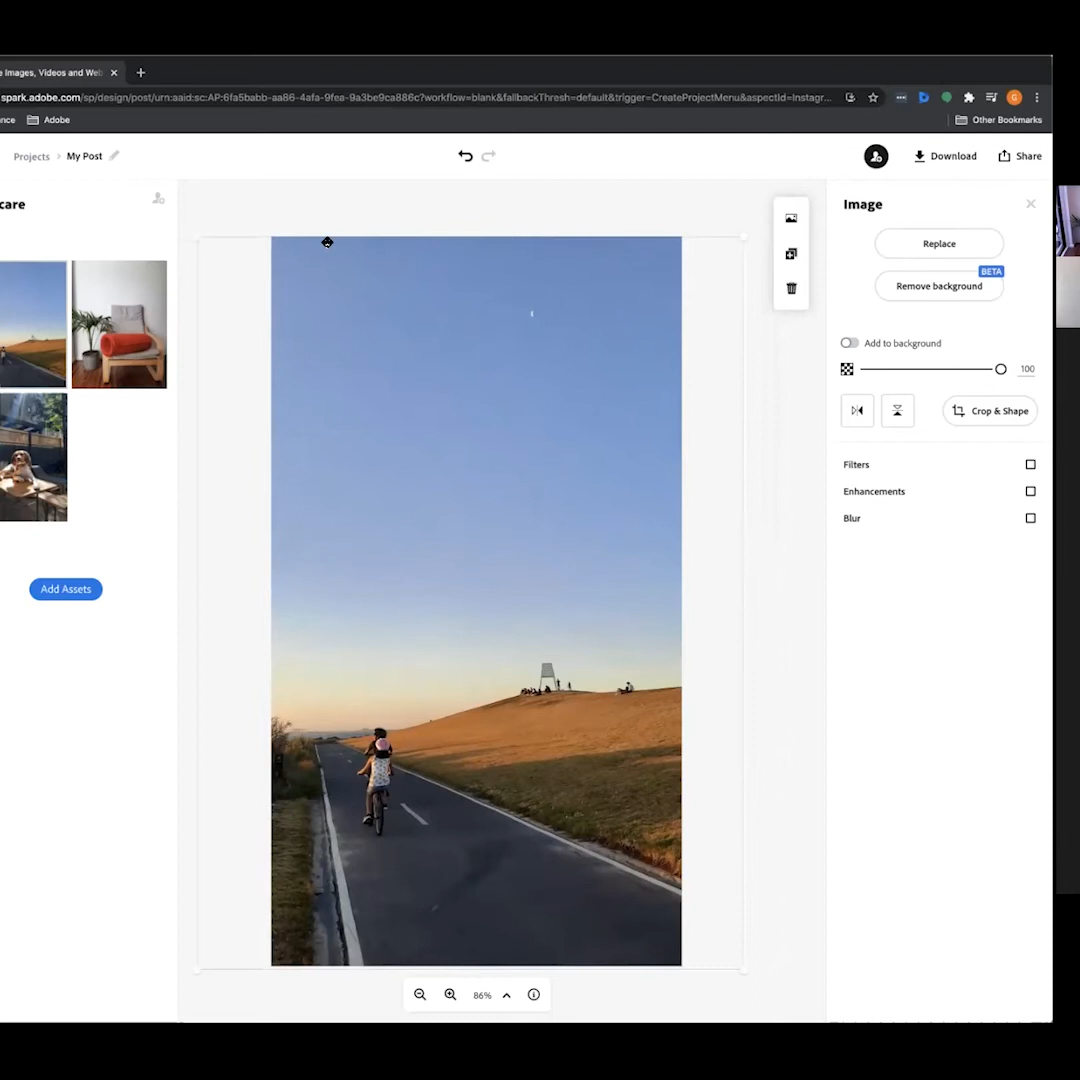 e Images, Videos and Web
spark.adobe.com/sp/design/post/urn:aaid:sc:AP:6fa5babb-aa86-4afa-9fea-9a3be9ca886c?workflow=blank&fallbackThresh=default&trigger=CreateProjectMenu&aspectId=Instagr...
nce Adobe Other Bookmarks
Projects > My Post Download Share
care
Image
Replace
BETA
Remove background
Add to background
100
Crop & Shape
Filters
Enhancements
Blur
Add Assets
86%
G